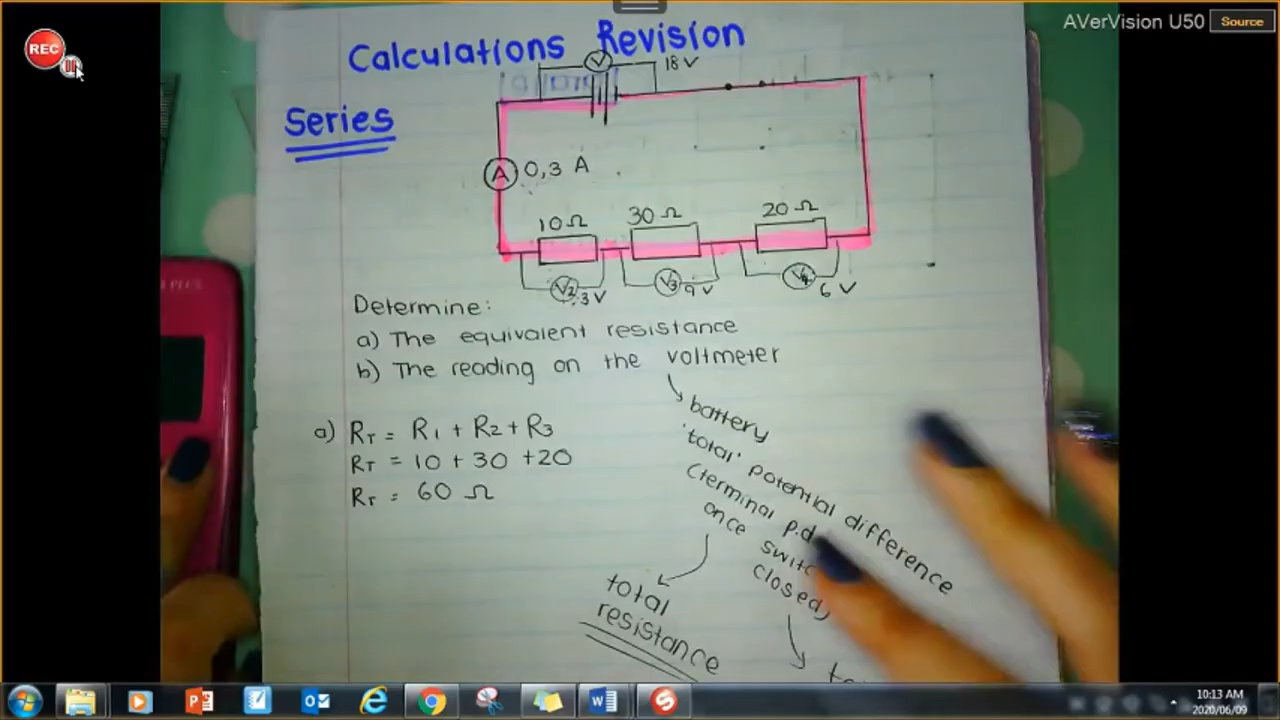 REC
AVerVision U50
Source
Calculations Revision
Series
V
18 V
A
0,3 A
10 Ω
30 Ω
20 Ω
V2
3 V
V3
9 V
6 V
Determine:
a) The equivalent resistance
b) The reading on the voltmeter
battery
'total' potential difference
(terminal p.d
once switc
closed)
total
resistance
a) RT = R1 + R2 + R3
RT = 10 + 30 + 20
RT = 60 Ω
10:13 AM
2020/06/09